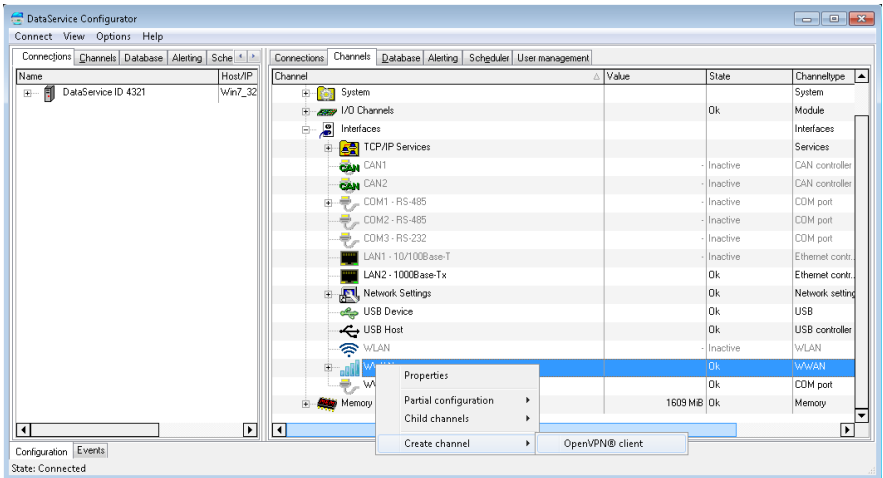 DataService Configurator
Connect View Options Help
Connections Channels Database Alerting Sche
Name Host/IP
DataService ID 4321 Win7_32
Connections Channels Database Alerting Scheduler User management
Channel Value State Channeltype
System System
I/O Channels Ok Module
Interfaces Interfaces
TCP/IP Services Services
CAN1 - Inactive CAN controller
CAN2 - Inactive CAN controller
COM1 - RS-485 - Inactive COM port
COM2 - RS-485 - Inactive COM port
COM3 - RS-232 - Inactive COM port
LAN1 - 10/100Base-T - Inactive Ethernet contr..
LAN2 - 1000Base-Tx Ok Ethernet contr..
Network Settings Ok Network setting
USB Device Ok USB
USB Host Ok USB controller
WLAN - Inactive WLAN
Ok WWAN
Ok COM port
Memory 1609 MiB Ok Memory
Properties
Partial configuration
Child channels
Create channel OpenVPN® client
Configuration Events
State: Connected